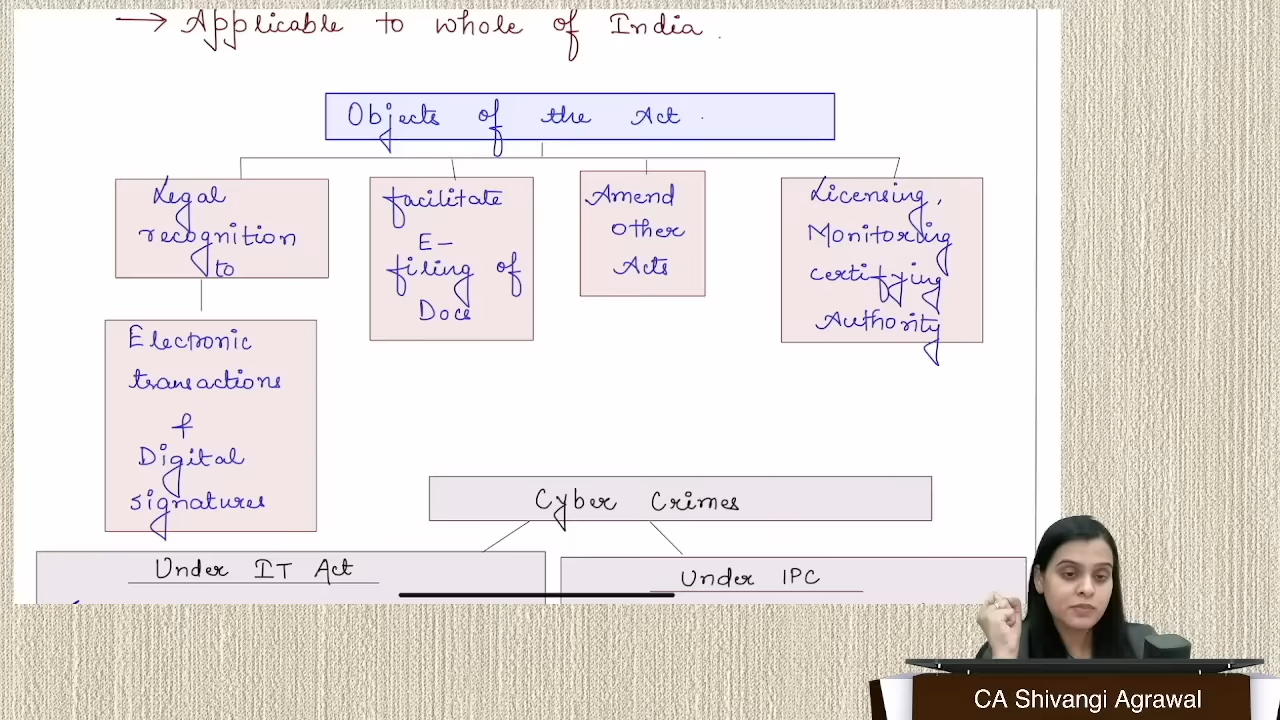 → Applicable to whole of India.
Objects of the Act.
Legal
recognition
to
Electronic
transactions
&
Digital
signatures
facilitate
E-
filing of
Docs
Amend
Other
Acts
Licensing,
Monitoring
certifying
Authority
Cyber Crimes
Under IT Act
Under IPC
CA Shivangi Agrawal